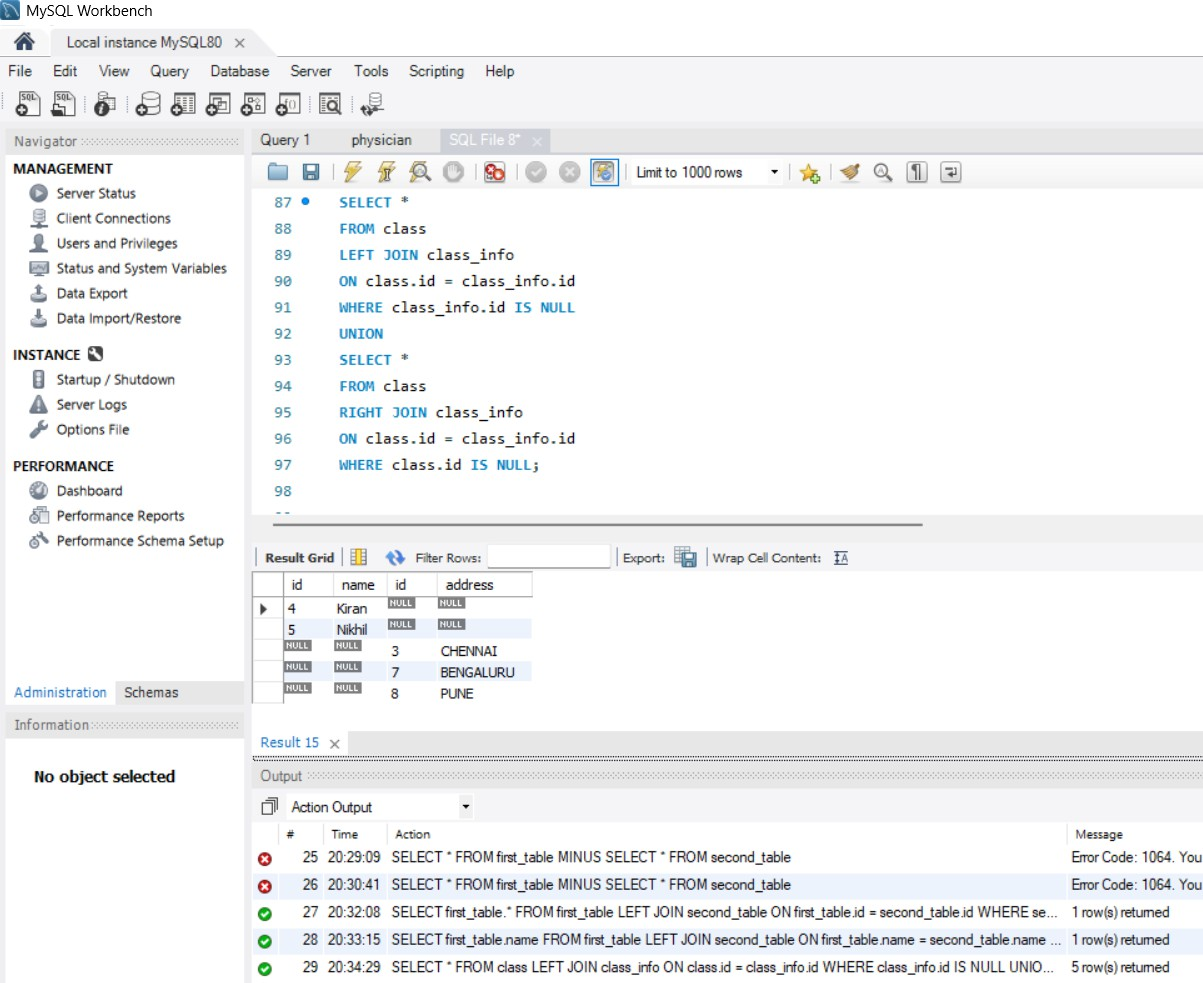 MySQL Workbench
Local instance MySQL80
File Edit View Query Database Server Tools Scripting Help
Navigator
MANAGEMENT
Server Status
Client Connections
Users and Privileges
Status and System Variables
Data Export
Data Import/Restore
INSTANCE
Startup / Shutdown
Server Logs
Options File
PERFORMANCE
Dashboard
Performance Reports
Performance Schema Setup
Administration Schemas
Information
No object selected
Query 1 physician SQL File 8*
Limit to 1000 rows
87 SELECT *
88 FROM class
89 LEFT JOIN class_info
90 ON class.id = class_info.id
91 WHERE class_info.id IS NULL
92 UNION
93 SELECT *
94 FROM class
95 RIGHT JOIN class_info
96 ON class.id = class_info.id
97 WHERE class.id IS NULL;
98
Result Grid Filter Rows: Export: Wrap Cell Content:
id name id address
4 Kiran NULL NULL
5 Nikhil NULL NULL
NULL NULL 3 CHENNAI
NULL NULL 7 BENGALURU
NULL NULL 8 PUNE
Result 15
Output
Action Output
# Time Action Message
25 20:29:09 SELECT * FROM first_table MINUS SELECT * FROM second_table Error Code: 1064. You
26 20:30:41 SELECT * FROM first_table MINUS SELECT * FROM second_table Error Code: 1064. You
27 20:32:08 SELECT first_table.* FROM first_table LEFT JOIN second_table ON first_table.id = second_table.id WHERE se... 1 row(s) returned
28 20:33:15 SELECT first_table.name FROM first_table LEFT JOIN second_table ON first_table.name = second_table.name ... 1 row(s) returned
29 20:34:29 SELECT * FROM class LEFT JOIN class_info ON class.id = class_info.id WHERE class_info.id IS NULL UNIO... 5 row(s) returned